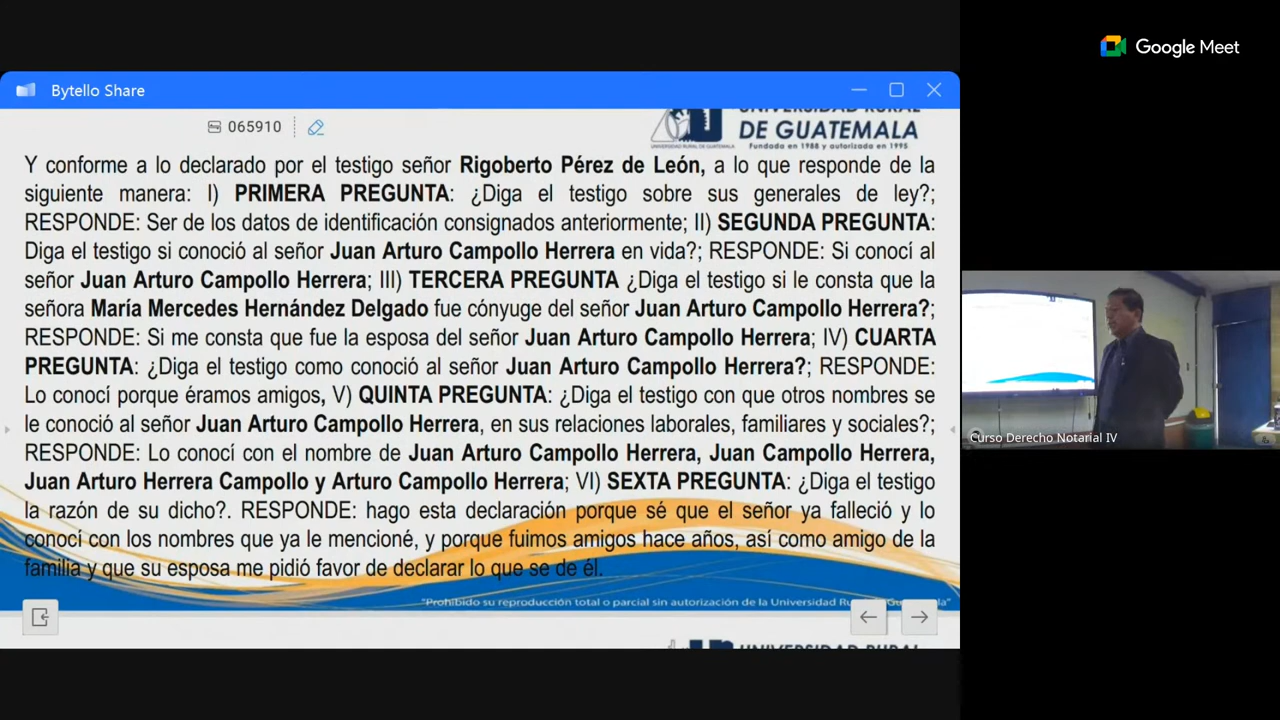 Google Meet
Bytello Share
065910
UNIVERSIDAD RURAL
DE GUATEMALA
UNIVERSIDAD RURAL DE GUATEMALA
Fundada en 1988 y autorizada en 1995
Y conforme a lo declarado por el testigo señor Rigoberto Pérez de León, a lo que responde de la
siguiente manera: I) PRIMERA PREGUNTA: ¿Diga el testigo sobre sus generales de ley?;
RESPONDE: Ser de los datos de identificación consignados anteriormente; II) SEGUNDA PREGUNTA:
Diga el testigo si conoció al señor Juan Arturo Campollo Herrera en vida?; RESPONDE: Si conocí al
señor Juan Arturo Campollo Herrera; III) TERCERA PREGUNTA ¿Diga el testigo si le consta que la
señora María Mercedes Hernández Delgado fue cónyuge del señor Juan Arturo Campollo Herrera?;
RESPONDE: Si me consta que fue la esposa del señor Juan Arturo Campollo Herrera; IV) CUARTA
PREGUNTA: ¿Diga el testigo como conoció al señor Juan Arturo Campollo Herrera?; RESPONDE:
Lo conocí porque éramos amigos, V) QUINTA PREGUNTA: ¿Diga el testigo con que otros nombres se
le conoció al señor Juan Arturo Campollo Herrera, en sus relaciones laborales, familiares y sociales?;
RESPONDE: Lo conocí con el nombre de Juan Arturo Campollo Herrera, Juan Campollo Herrera,
Juan Arturo Herrera Campollo y Arturo Campollo Herrera; VI) SEXTA PREGUNTA: ¿Diga el testigo
la razón de su dicho?. RESPONDE: hago esta declaración porque sé que el señor ya falleció y lo
conocí con los nombres que ya le mencioné, y porque fuimos amigos hace años, así como amigo de la
familia y que su esposa me pidió favor de declarar lo que se de él.
"Prohibido su reproducción total o parcial sin autorización de la Universidad Rural de Guatemala"
UNIVERSIDAD RURAL
Curso Derecho Notarial IV